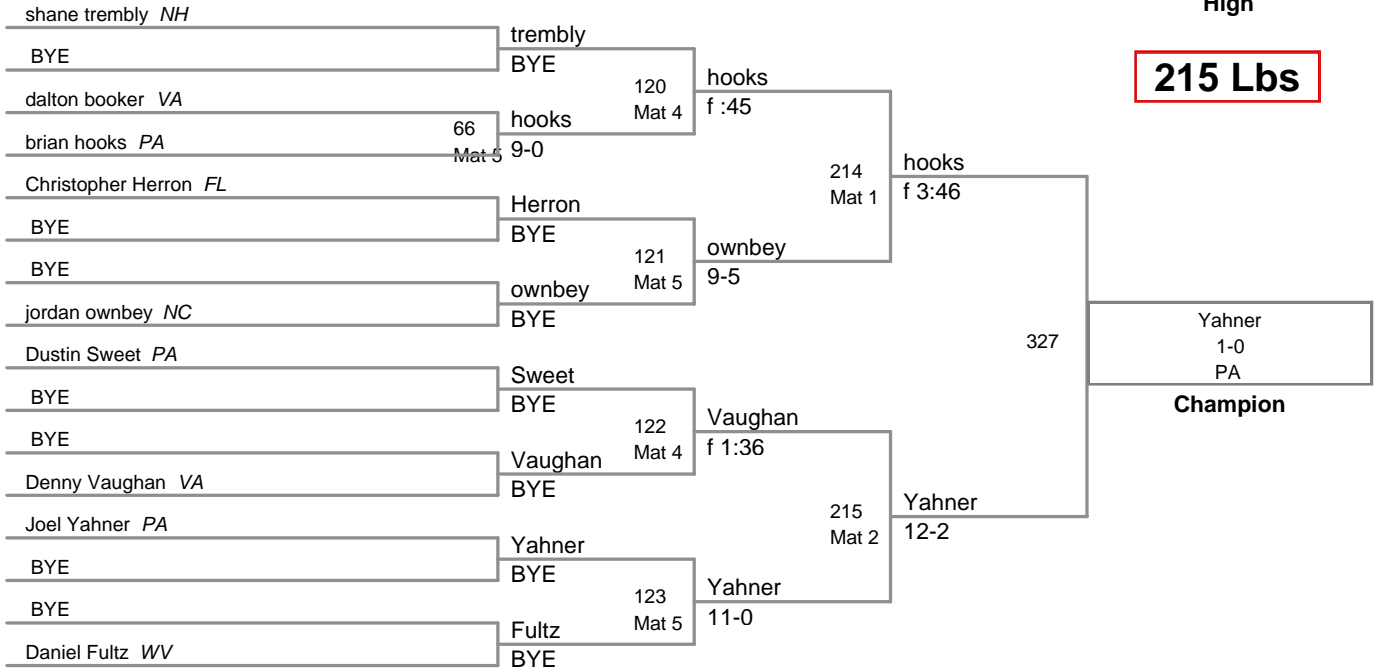 High
215 Lbs
shane trembly NH
BYE
dalton booker VA
brian hooks PA
Christopher Herron FL
BYE
BYE
jordan ownbey NC
Dustin Sweet PA
BYE
BYE
Denny Vaughan VA
Joel Yahner PA
BYE
BYE
Daniel Fultz WV
trembly
BYE
66
Mat 5
hooks
9-0
Herron
BYE
ownbey
BYE
Sweet
BYE
Vaughan
BYE
Yahner
BYE
Fultz
BYE
120
Mat 4
hooks
f :45
121
Mat 5
ownbey
9-5
122
Mat 4
Vaughan
f 1:36
123
Mat 5
Yahner
11-0
214
Mat 1
hooks
f 3:46
215
Mat 2
Yahner
12-2
327
Yahner
1-0
PA
Champion